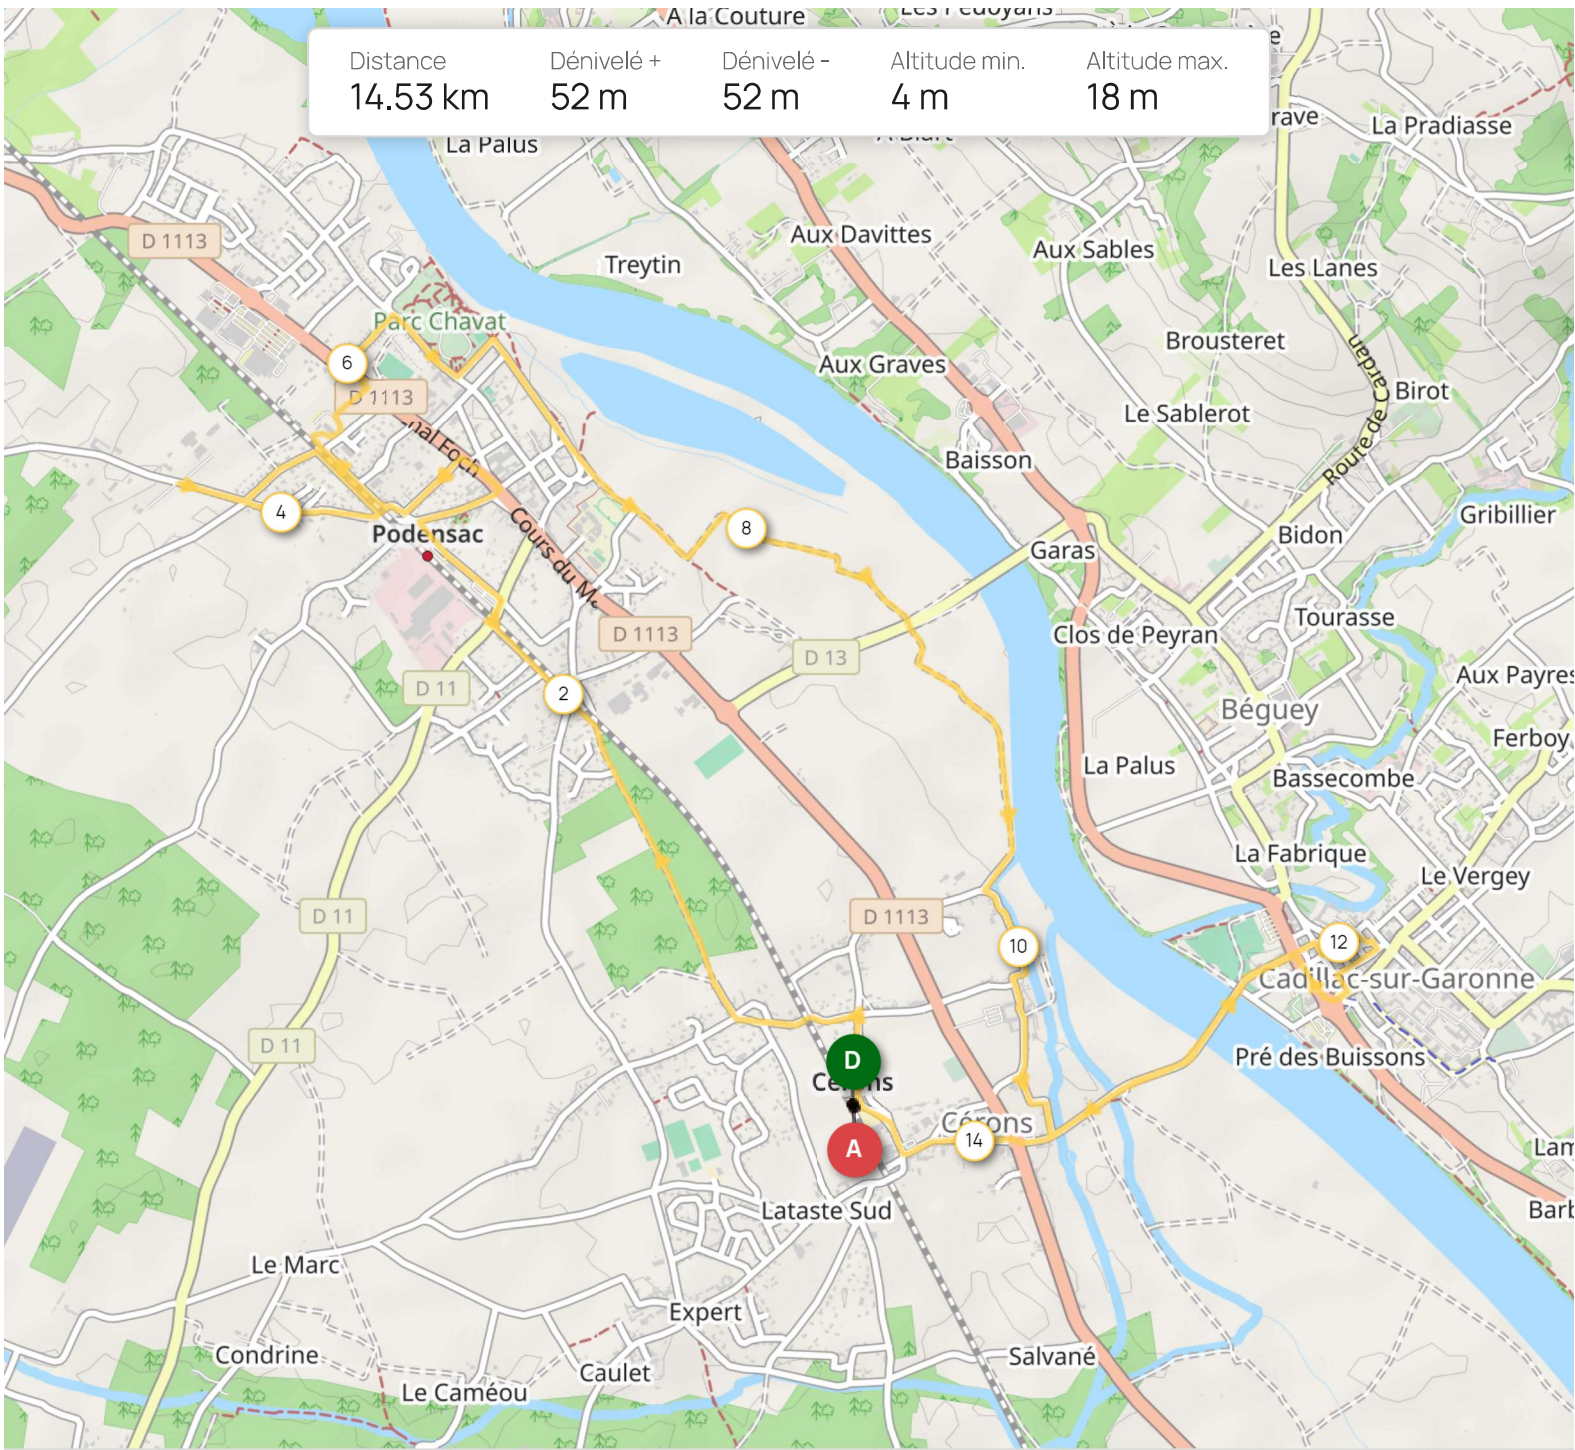 A la Couture
Distance
14.53 km
Dénivelé +
52 m
Dénivelé -
52 m
Altitude min.
4 m
Altitude max.
18 m
La Palus
La Pradiasse
D 1113
Aux Davittes
Aux Sables
Treytin
Les Lanes
Parc Chavat
Brousteret
6
Aux Graves
D 1113
Birot
Le Sablerot
Route de Cardan
Foch
Baisson
4
Podensac
8
Gribillier
Bidon
Garas
Cours du
Tourasse
D 1113
Clos de Peyran
D 13
Aux Payres
D 11
2
Béguey
Ferboy
La Palus
Bassecombe
La Fabrique
Le Vergey
D 11
D 1113
10
12
Cadillac-sur-Garonne
D 11
D
Pré des Buissons
Cérons
Cérons
14
A
Lataste Sud
Le Marc
Expert
Condrine
Salvané
Caulet
Le Caméou